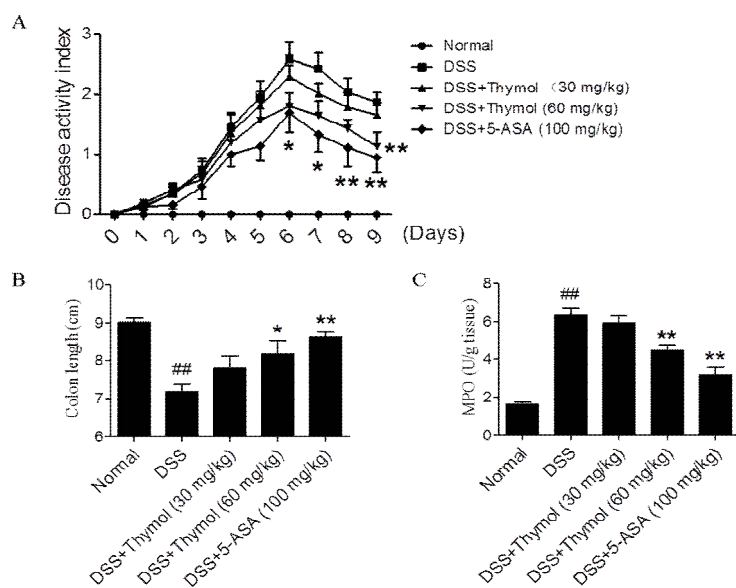 A
Disease activity index
3
2
1
0
0 1 2 3 4 5 6 7 8 9 (Days)
* * ** ** **
Normal
DSS
DSS+Thymol (30 mg/kg)
DSS+Thymol (60 mg/kg)
DSS+5-ASA (100 mg/kg)
B
Colon length (cm)
10
9
8
7
6
## * **
Normal
DSS
DSS+Thymol (30 mg/kg)
DSS+Thymol (60 mg/kg)
DSS+5-ASA (100 mg/kg)
C
MPO (U/g tissue)
8
6
4
2
0
## ** **
Normal
DSS
DSS+Thymol (30 mg/kg)
DSS+Thymol (60 mg/kg)
DSS+5-ASA (100 mg/kg)